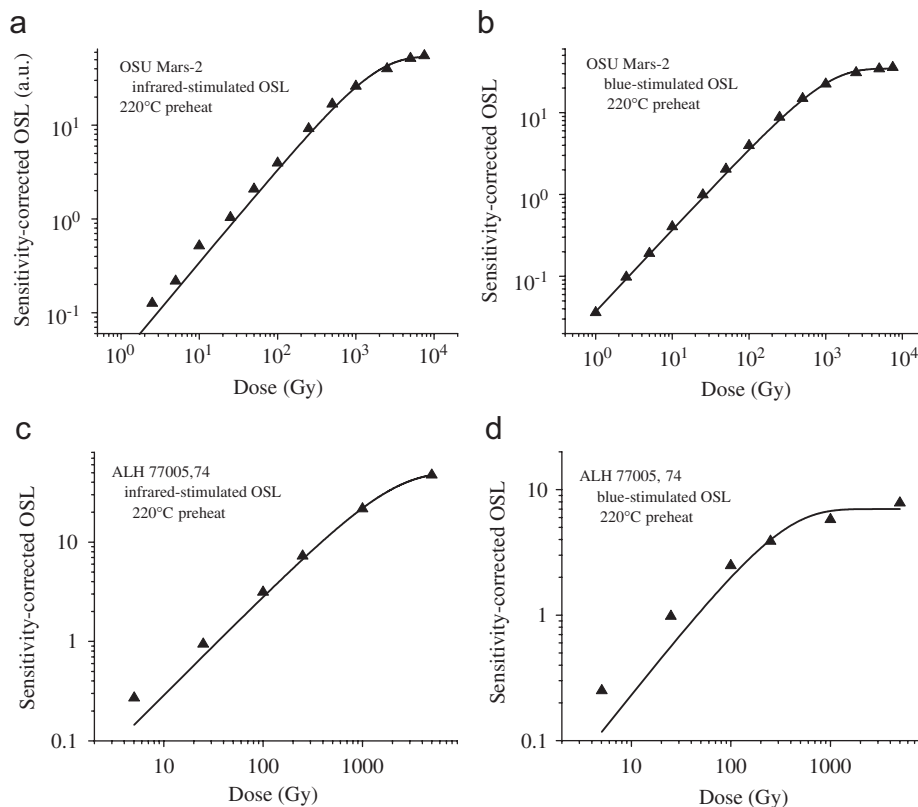 a
OSU Mars-2
infrared-stimulated OSL
220°C preheat
Sensitivity-corrected OSL (a.u.)
10¹
10⁰
10⁻¹
10⁰ 10¹ 10² 10³ 10⁴
Dose (Gy)
b
OSU Mars-2
blue-stimulated OSL
220°C preheat
Sensitivity-corrected OSL
10¹
10⁰
10⁻¹
10⁰ 10¹ 10² 10³ 10⁴
Dose (Gy)
c
ALH 77005,74
infrared-stimulated OSL
220°C preheat
Sensitivity-corrected OSL
10
1
0.1
10 100 1000
Dose (Gy)
d
ALH 77005, 74
blue-stimulated OSL
220°C preheat
Sensitivity-corrected OSL
10
1
0.1
10 100 1000
Dose (Gy)